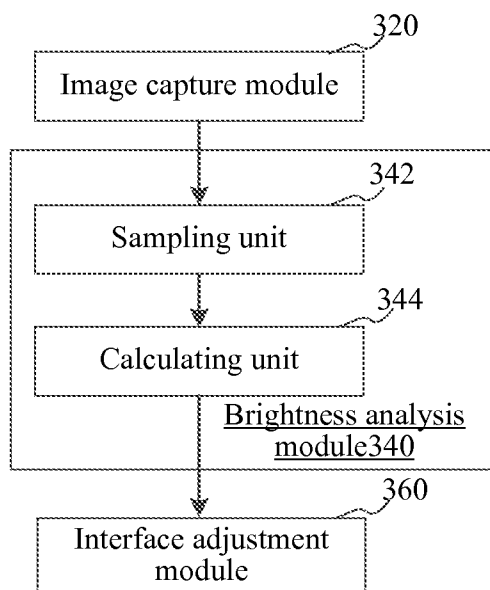 320
Image capture module
342
Sampling unit
344
Calculating unit
Brightness analysis
module340
360
Interface adjustment
module